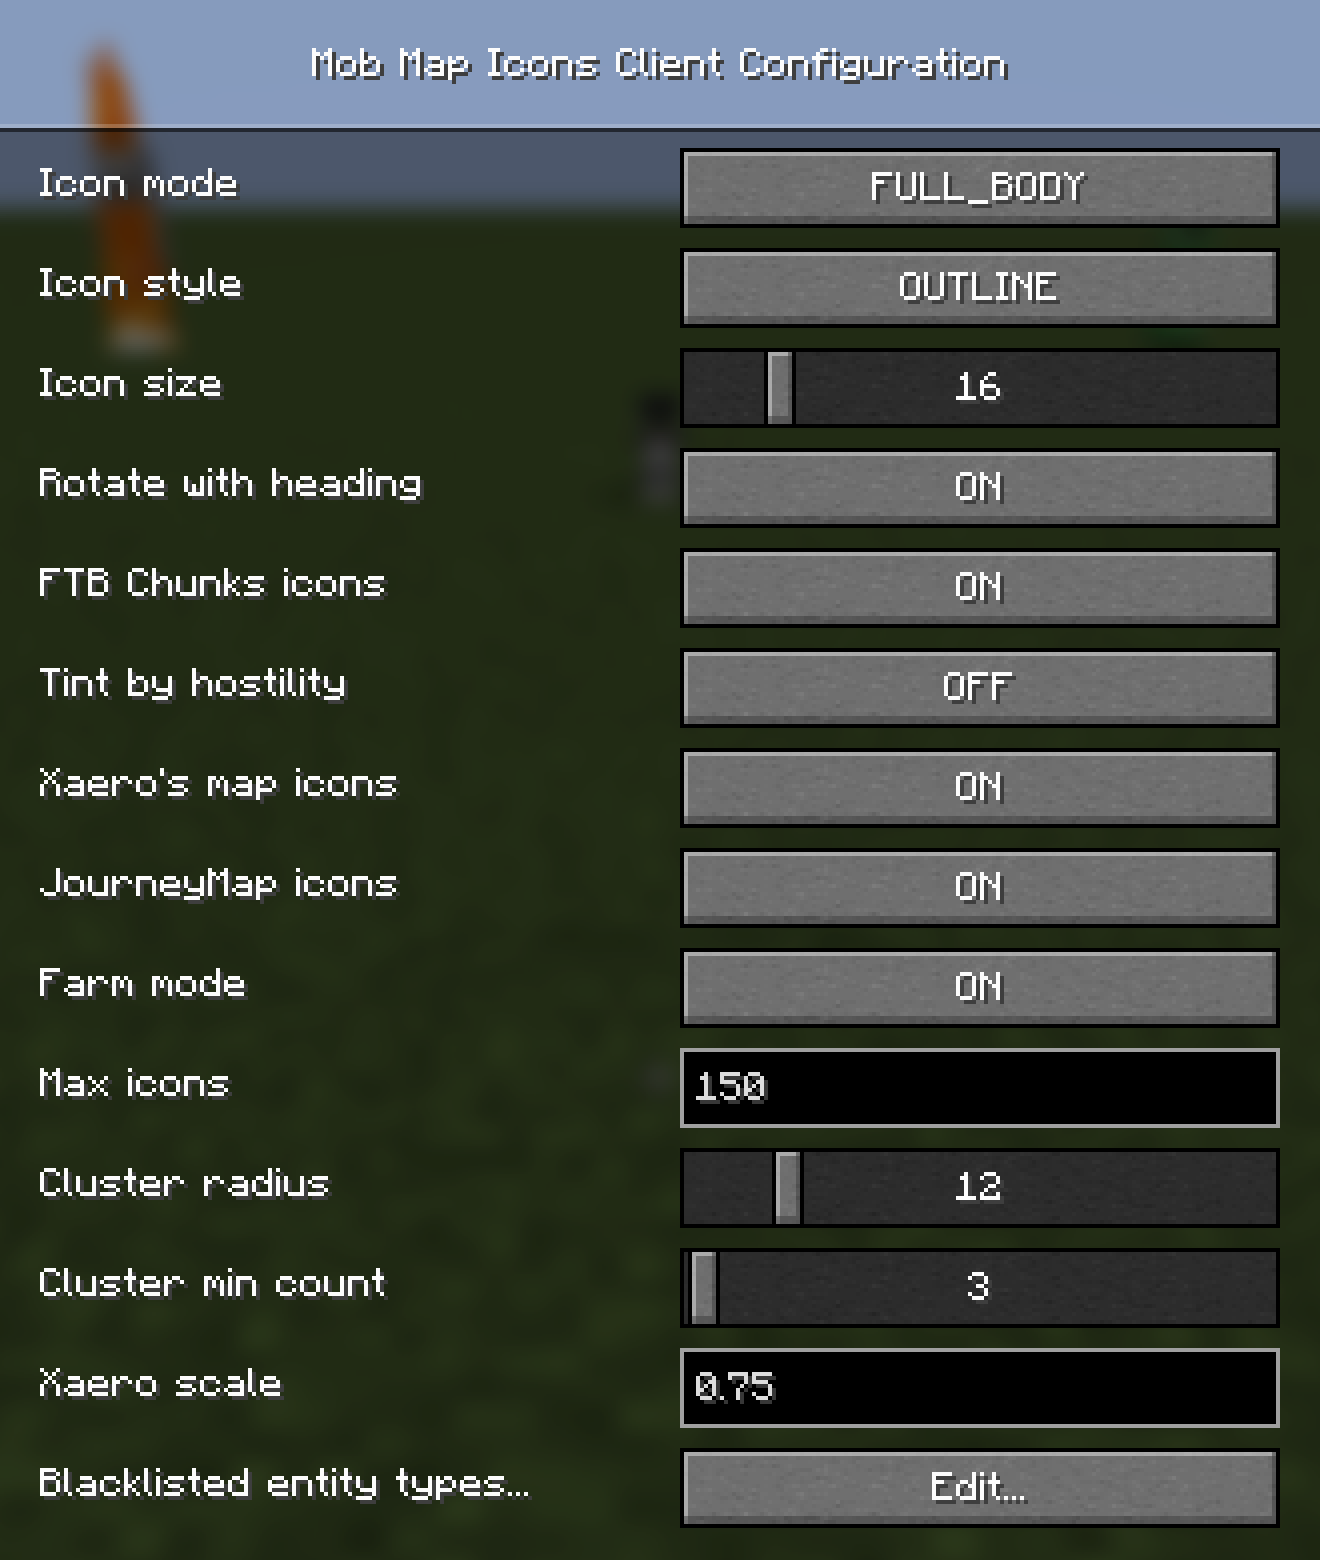 Mob Map Icons Client Configuration
Icon mode FULL_BODY
Icon style OUTLINE
Icon size 16
Rotate with heading ON
FTB Chunks icons ON
Tint by hostility OFF
Xaero's map icons ON
JourneyMap icons ON
Farm mode ON
Max icons 150
Cluster radius 12
Cluster min count 3
Xaero scale 0.75
Blacklisted entity types... Edit...